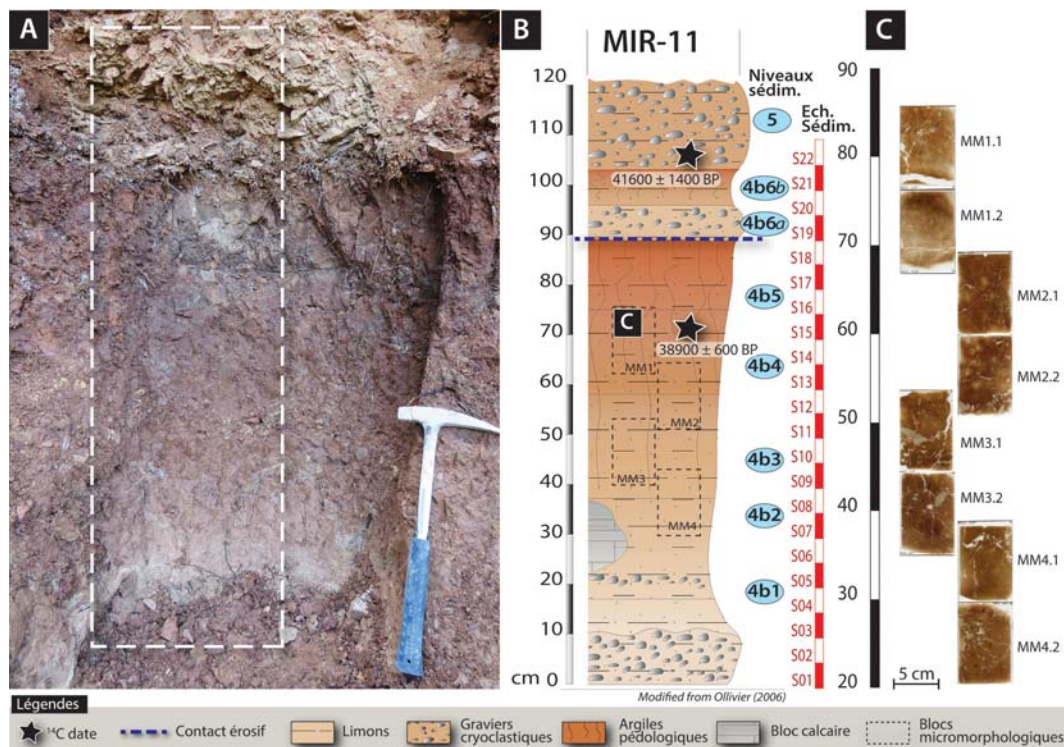 A
B
MIR-11
C
Niveaux
sédim.
Ech.
Sédim.
120
110
100
90
80
70
60
50
40
30
20
10
cm 0
5
4b6b
4b6a
4b5
4b4
4b3
4b2
4b1
41600 ± 1400 BP
38900 ± 600 BP
C
MM1
MM2
MM3
MM4
S22
S21
S20
S19
S18
S17
S16
S15
S14
S13
S12
S11
S10
S09
S08
S07
S06
S05
S04
S03
S02
S01
Modified from Ollivier (2006)
90
80
70
60
50
40
30
20
MM1.1
MM1.2
MM2.1
MM2.2
MM3.1
MM3.2
MM4.1
MM4.2
5 cm
Légendes
¹⁴C date
Contact érosif
Limons
Graviers
cryoclastiques
Argiles
pédologiques
Bloc calcaire
Blocs
micromorphologiques